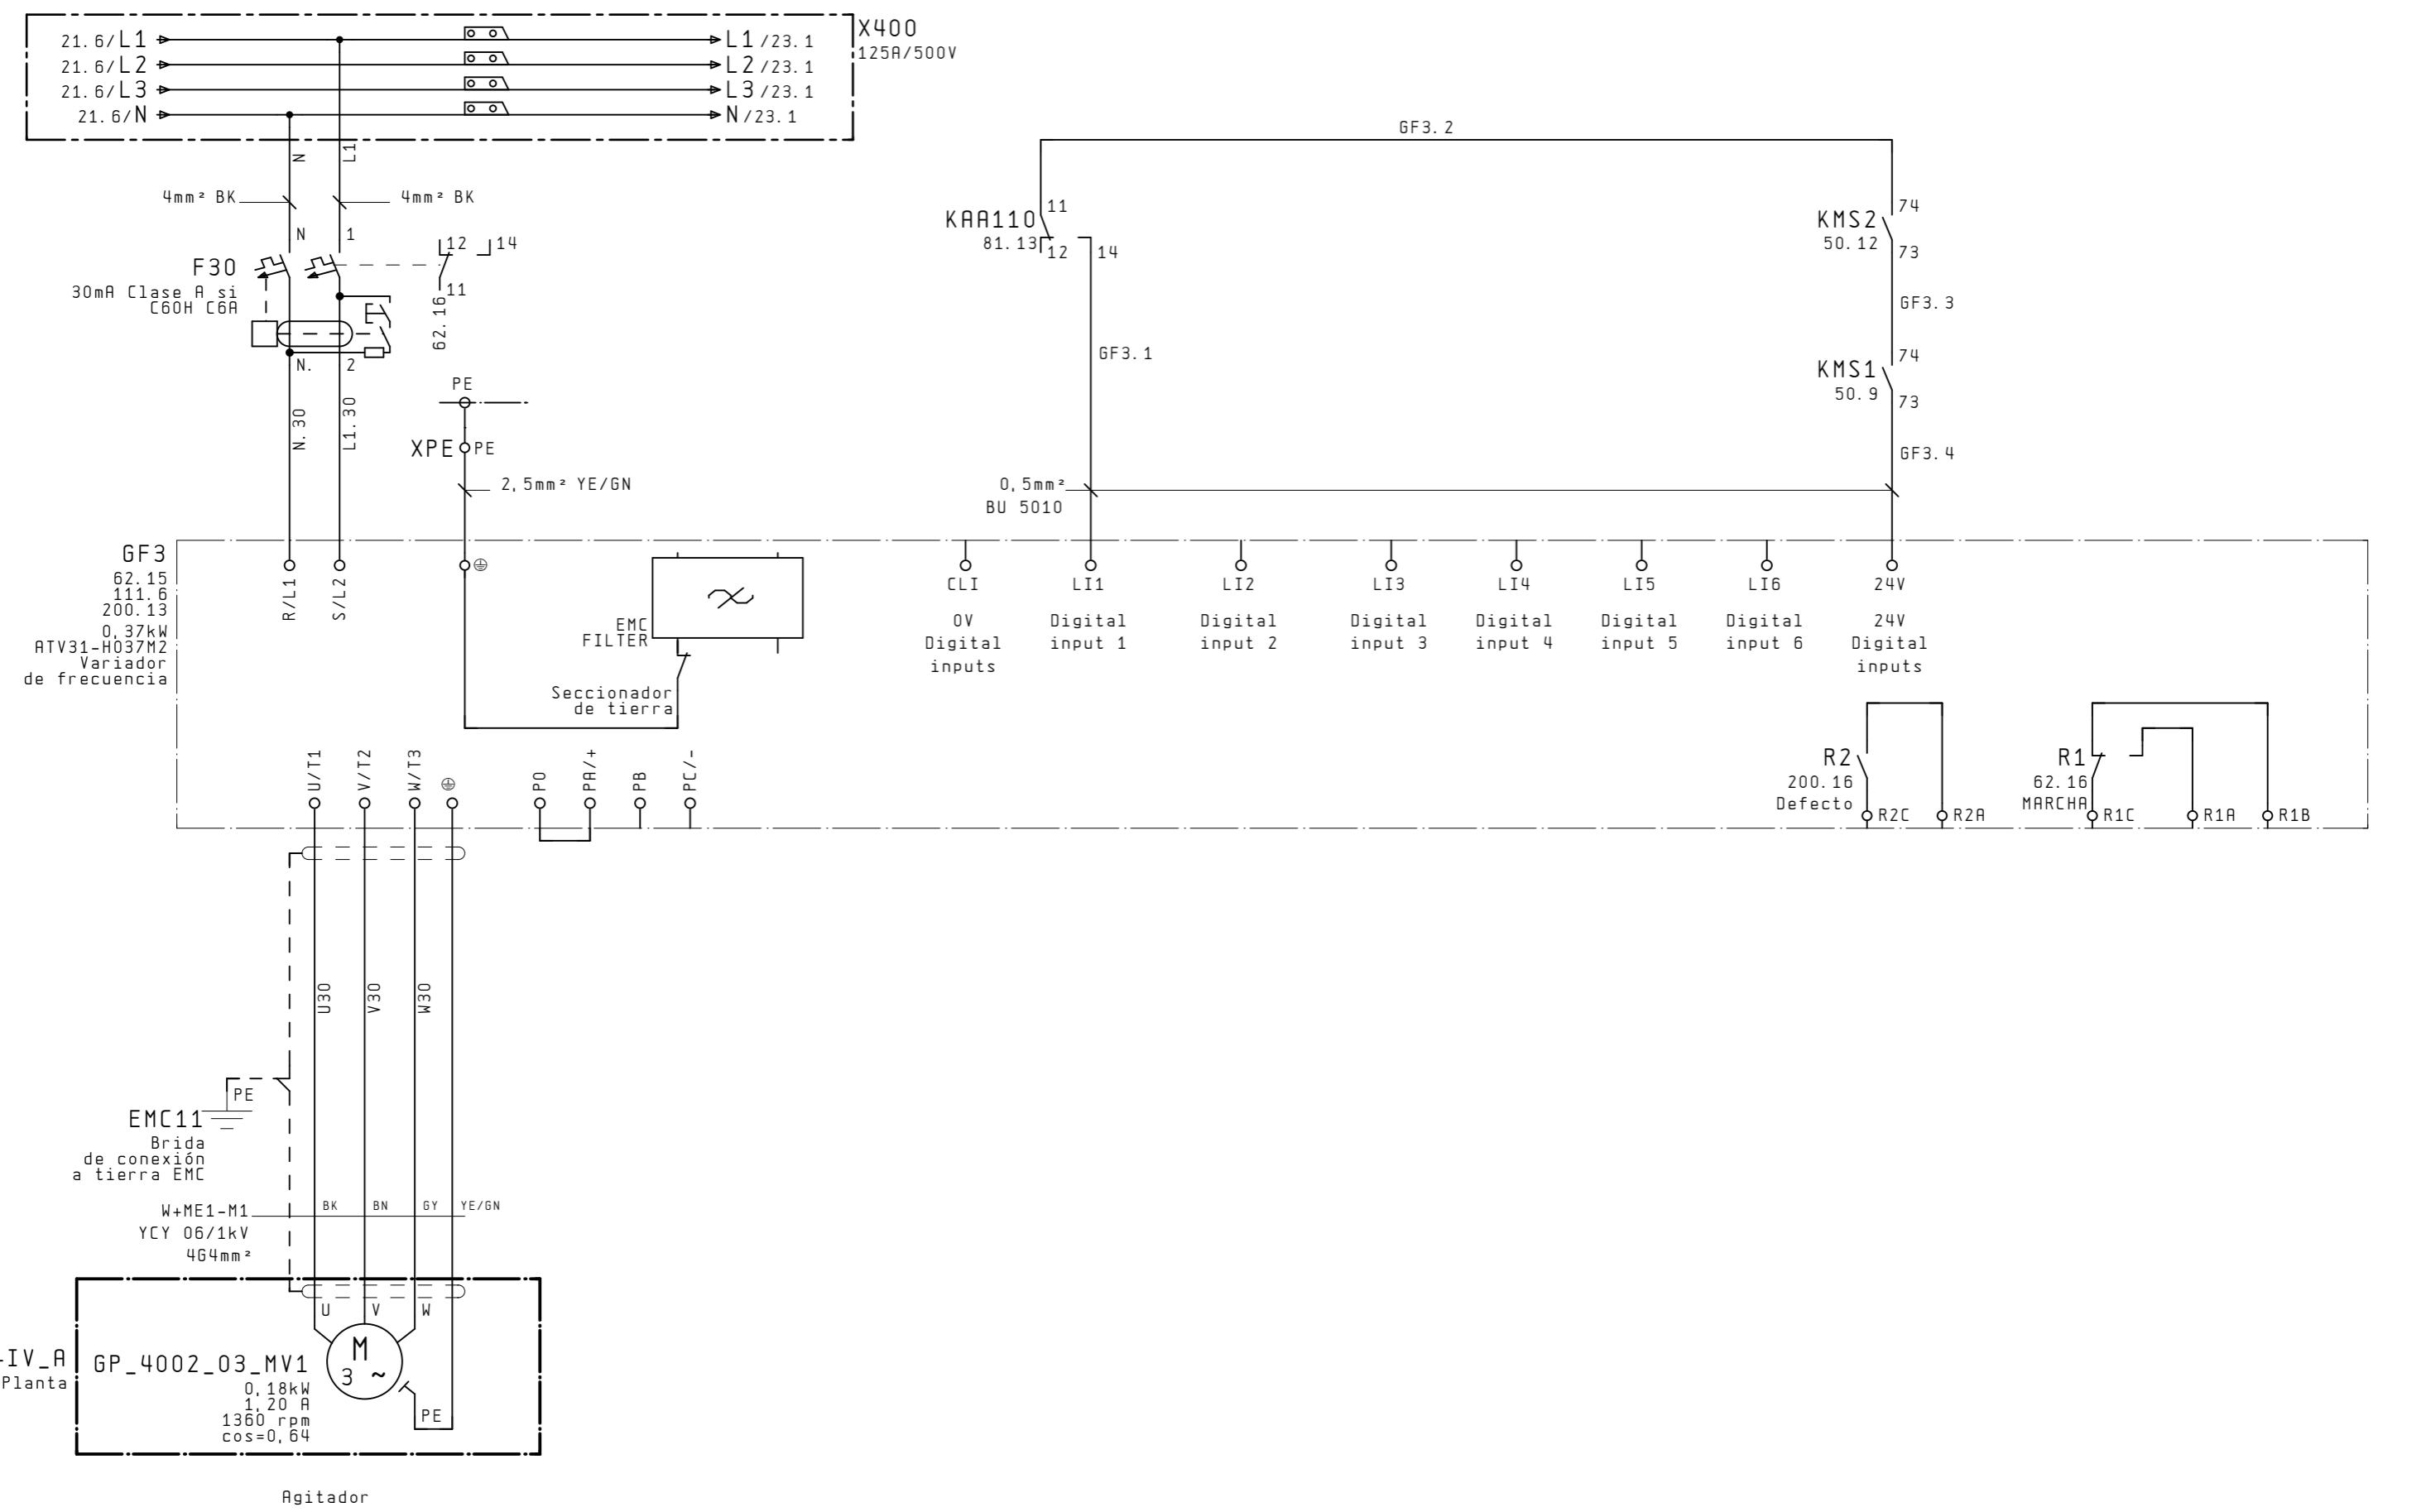 21.6/L1
L1/23.1
X400
125A/500V
21.6/L2
L2/23.1
21.6/L3
L3/23.1
21.6/N
N/23.1
N
L1
4mm² BK
4mm² BK
N
1
12
14
F30
30mA Clase A si
C60H C6A
11
62.16
N.
2
N.30
L1.30
PE
XPE
PE
2,5mm² YE/GN
GF3.2
KAA110
81.13
11
12
14
GF3.1
KMS2
50.12
74
73
GF3.3
KMS1
50.9
74
73
GF3.4
0,5mm²
BU 5010
GF3
62.15
111.6
200.13
0,37kW
ATV31-H037M2
Variador
de frecuencia
R/L1
S/L2
EMC
FILTER
Seccionador
de tierra
CLI
0V
Digital
inputs
LI1
Digital
input 1
LI2
Digital
input 2
LI3
Digital
input 3
LI4
Digital
input 4
LI5
Digital
input 5
LI6
Digital
input 6
24V
24V
Digital
inputs
U/T1
V/T2
W/T3
PO
PA/+
PB
PC/-
R2
200.16
Defecto
R2C
R2A
R1
62.16
MARCHA
R1C
R1A
R1B
U30
V30
W30
PE
EMC11
Brida
de conexión
a tierra EMC
W+ME1-M1
YCY 06/1kV
4G4mm²
BK
BN
GY
YE/GN
U
V
W
-IV_A
Planta
GP_4002_03_MV1
0,18kW
1,20 A
1360 rpm
cos=0,64
M
3 ~
PE
Agitador